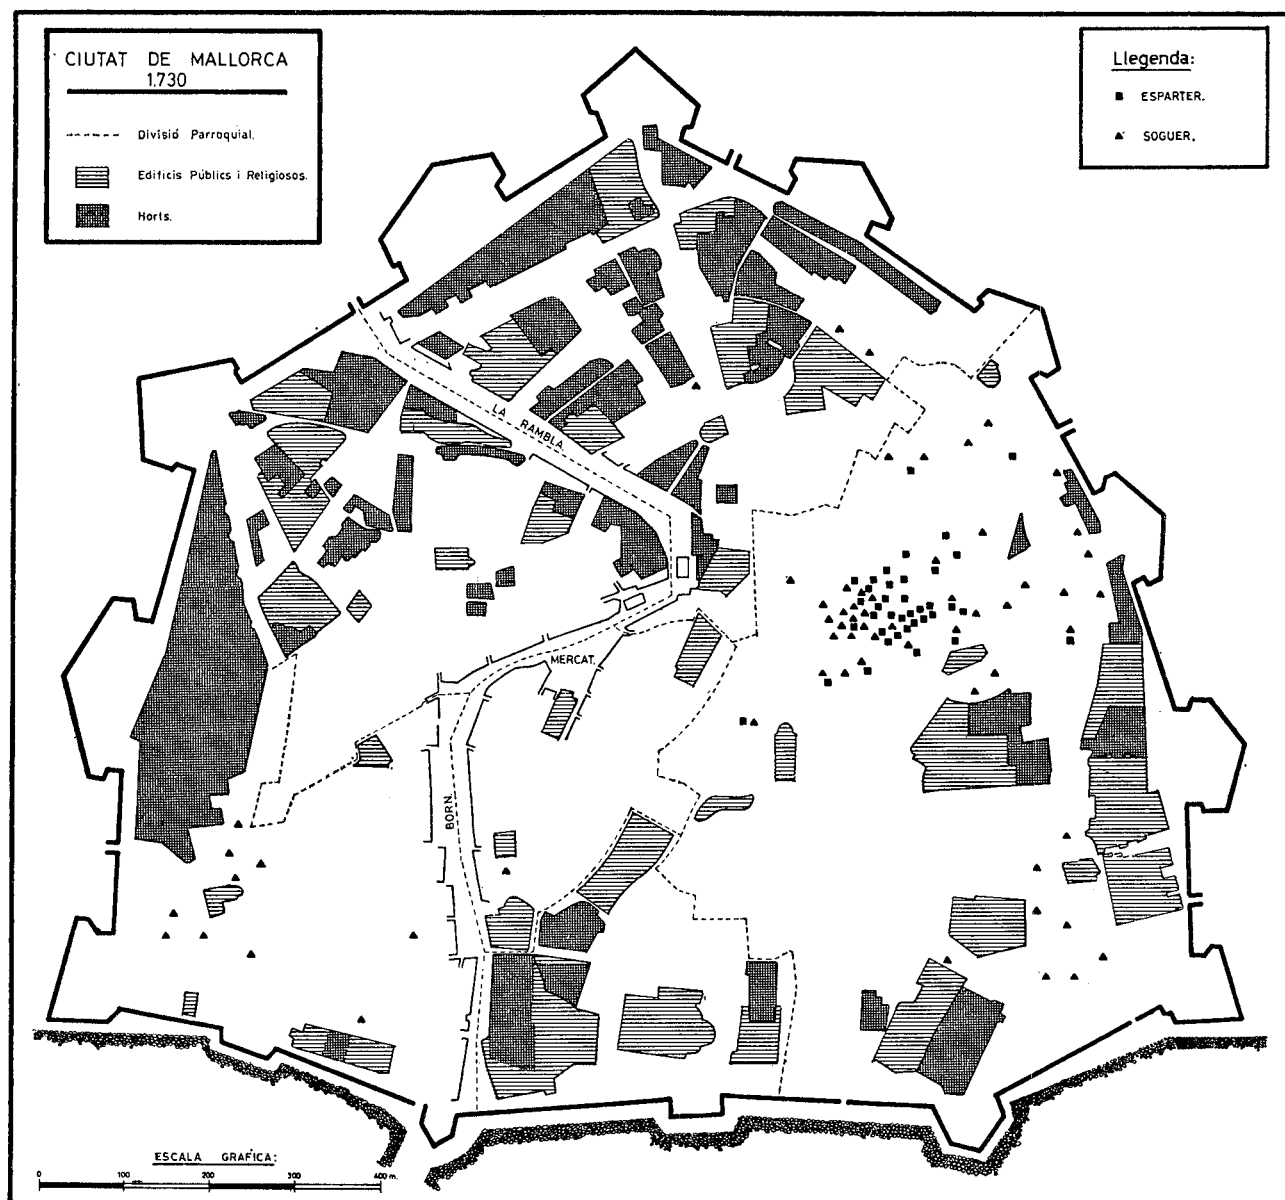 CIUTAT DE MALLORCA
1.730
Divisió Parroquial.
Edificis Públics i Religiosos.
Horts.
Llegenda:
ESPARTER.
SOGUER.
LA RAMBLA.
MERCAT.
BORN.
ESCALA GRAFICA:
0 100 200 300 400 m.